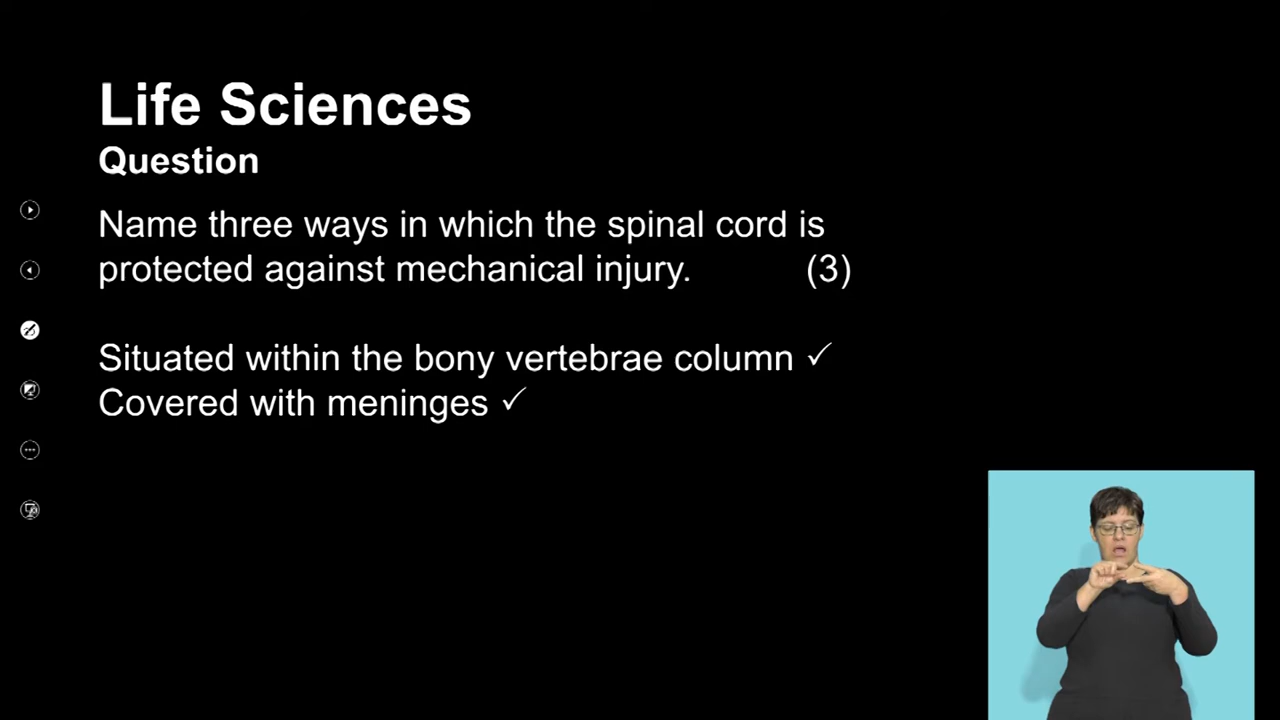 Life Sciences
Question
Name three ways in which the spinal cord is
protected against mechanical injury. (3)
Situated within the bony vertebrae column ✓
Covered with meninges ✓